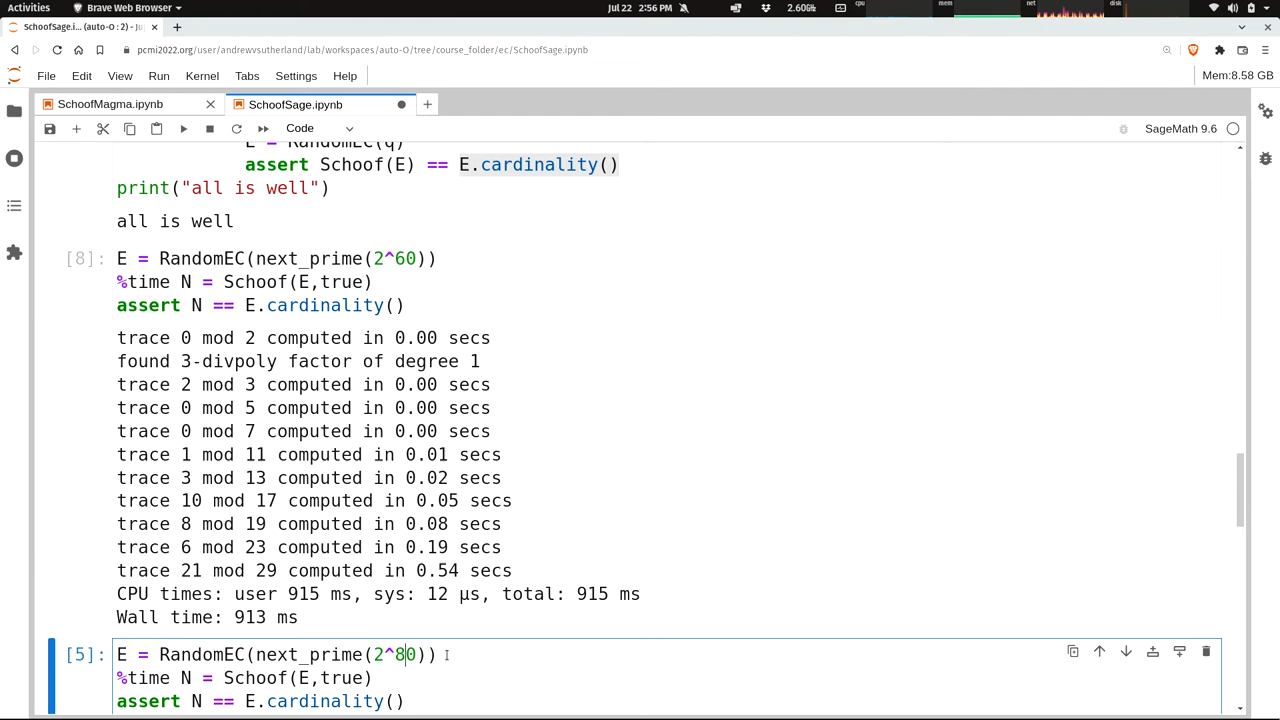 Activities Brave Web Browser Jul 22 2:56 PM 2.60GHz cpu mem net disk
SchoofSage.i... (auto-O : 2) - Ju
pcmi2022.org/user/andrewvsutherland/lab/workspaces/auto-O/tree/course_folder/ec/SchoofSage.ipynb
File Edit View Run Kernel Tabs Settings Help Mem:8.58 GB
SchoofMagma.ipynb SchoofSage.ipynb
Code SageMath 9.6
E = RandomEC(q)
assert Schoof(E) == E.cardinality()
print("all is well")
all is well
[8]: E = RandomEC(next_prime(2^60))
%time N = Schoof(E,true)
assert N == E.cardinality()
trace 0 mod 2 computed in 0.00 secs
found 3-divpoly factor of degree 1
trace 2 mod 3 computed in 0.00 secs
trace 0 mod 5 computed in 0.00 secs
trace 0 mod 7 computed in 0.00 secs
trace 1 mod 11 computed in 0.01 secs
trace 3 mod 13 computed in 0.02 secs
trace 10 mod 17 computed in 0.05 secs
trace 8 mod 19 computed in 0.08 secs
trace 6 mod 23 computed in 0.19 secs
trace 21 mod 29 computed in 0.54 secs
CPU times: user 915 ms, sys: 12 µs, total: 915 ms
Wall time: 913 ms
[5]: E = RandomEC(next_prime(2^80))
%time N = Schoof(E,true)
assert N == E.cardinality()